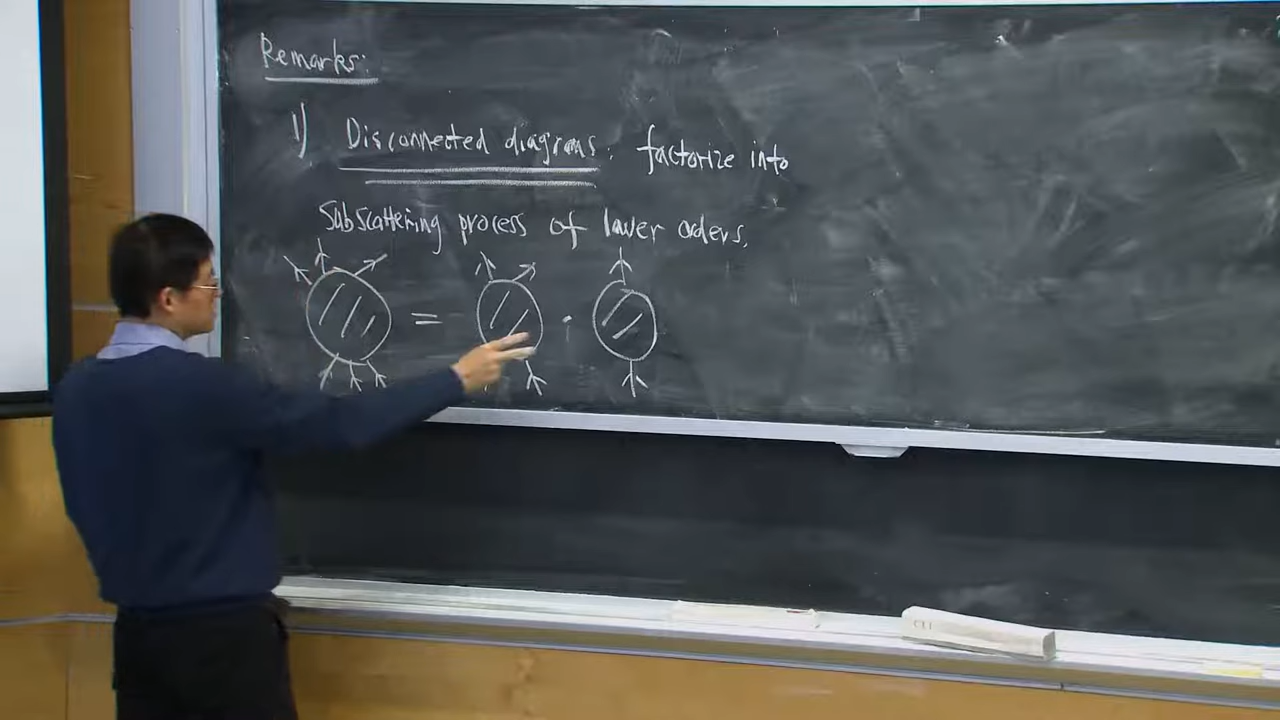 Remarks:
1) Disconnected diagrams: factorize into
Subscattering process of lower orders.
= ·